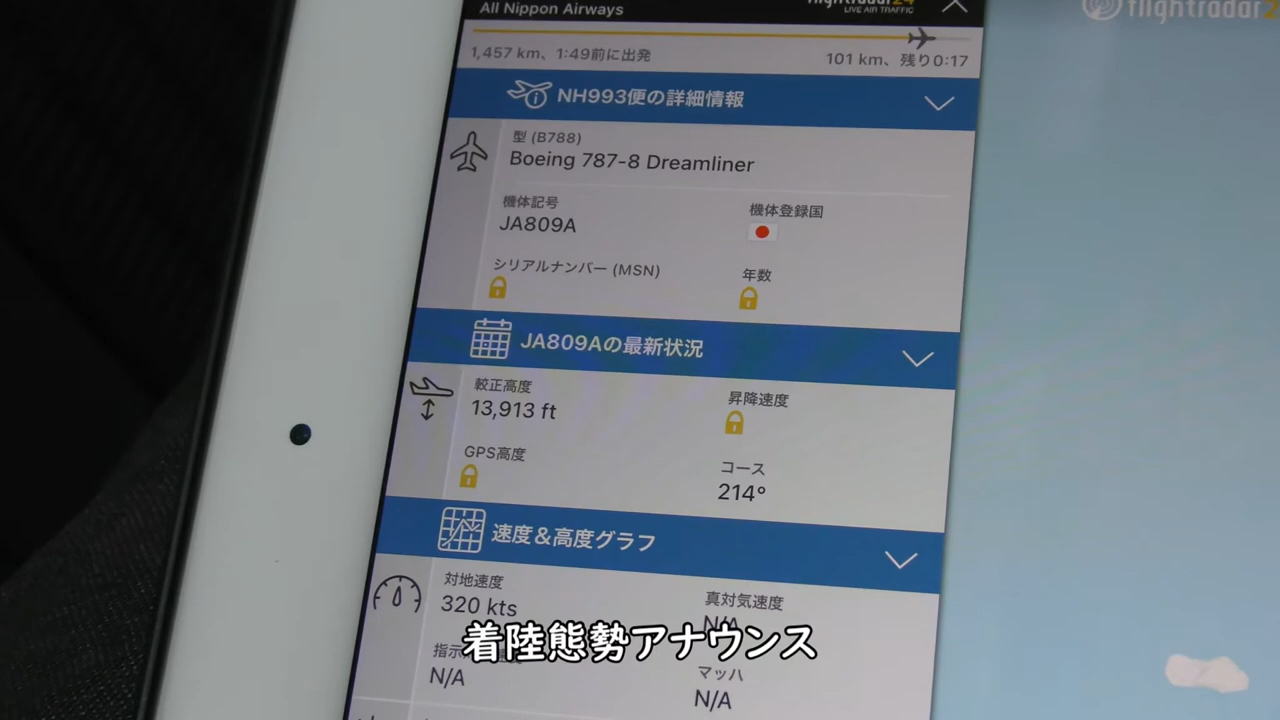 All Nippon Airways
flightradar24
LIVE AIR TRAFFIC
flightradar2
1,457 km、1:49前に出発
101 km、残り0:17
NH993便の詳細情報
型 (B788)
Boeing 787-8 Dreamliner
機体記号
機体登録国
JA809A
シリアルナンバー (MSN)
年数
JA809Aの最新状況
較正高度
昇降速度
13,913 ft
GPS高度
コース
214°
速度&高度グラフ
対地速度
真対気速度
320 kts
N/A
着陸態勢アナウンス
指示
マッハ
N/A
N/A